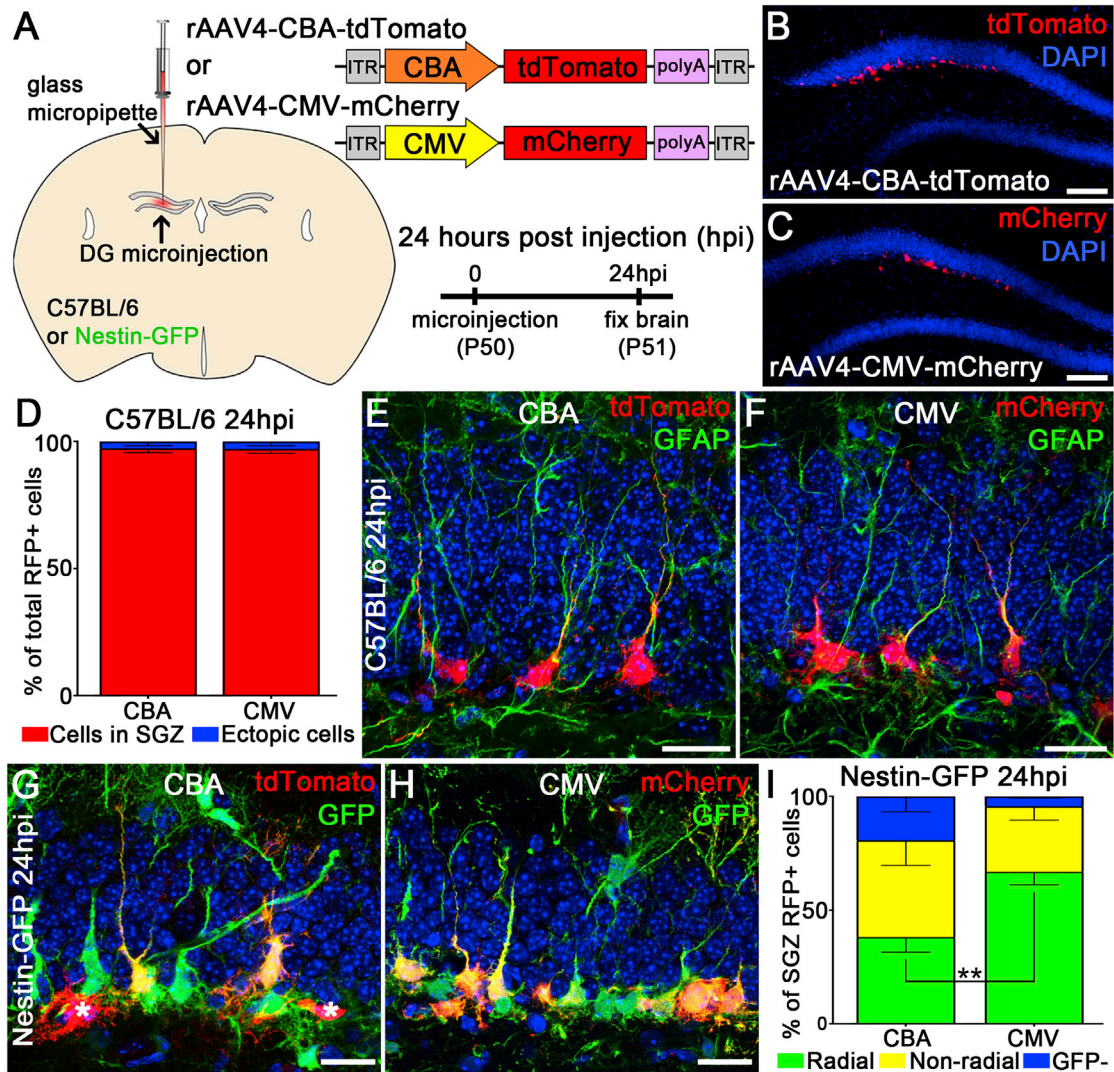 A
rAAV4-CBA-tdTomato
or
rAAV4-CMV-mCherry
glass
micropipette
ITR CBA tdTomato polyA ITR
ITR CMV mCherry polyA ITR
DG microinjection
C57BL/6
or Nestin-GFP
24 hours post injection (hpi)
0 24hpi
microinjection fix brain
(P50) (P51)
B tdTomato
DAPI
rAAV4-CBA-tdTomato
C mCherry
DAPI
rAAV4-CMV-mCherry
D
C57BL/6 24hpi
% of total RFP+ cells
100
50
0
CBA CMV
Cells in SGZ Ectopic cells
C57BL/6 24hpi
E CBA tdTomato
GFAP
F CMV mCherry
GFAP
Nestin-GFP 24hpi
G CBA tdTomato
GFP
* *
H CMV mCherry
GFP
I
Nestin-GFP 24hpi
% of SGZ RFP+ cells
100
50
0
**
CBA CMV
Radial Non-radial GFP-